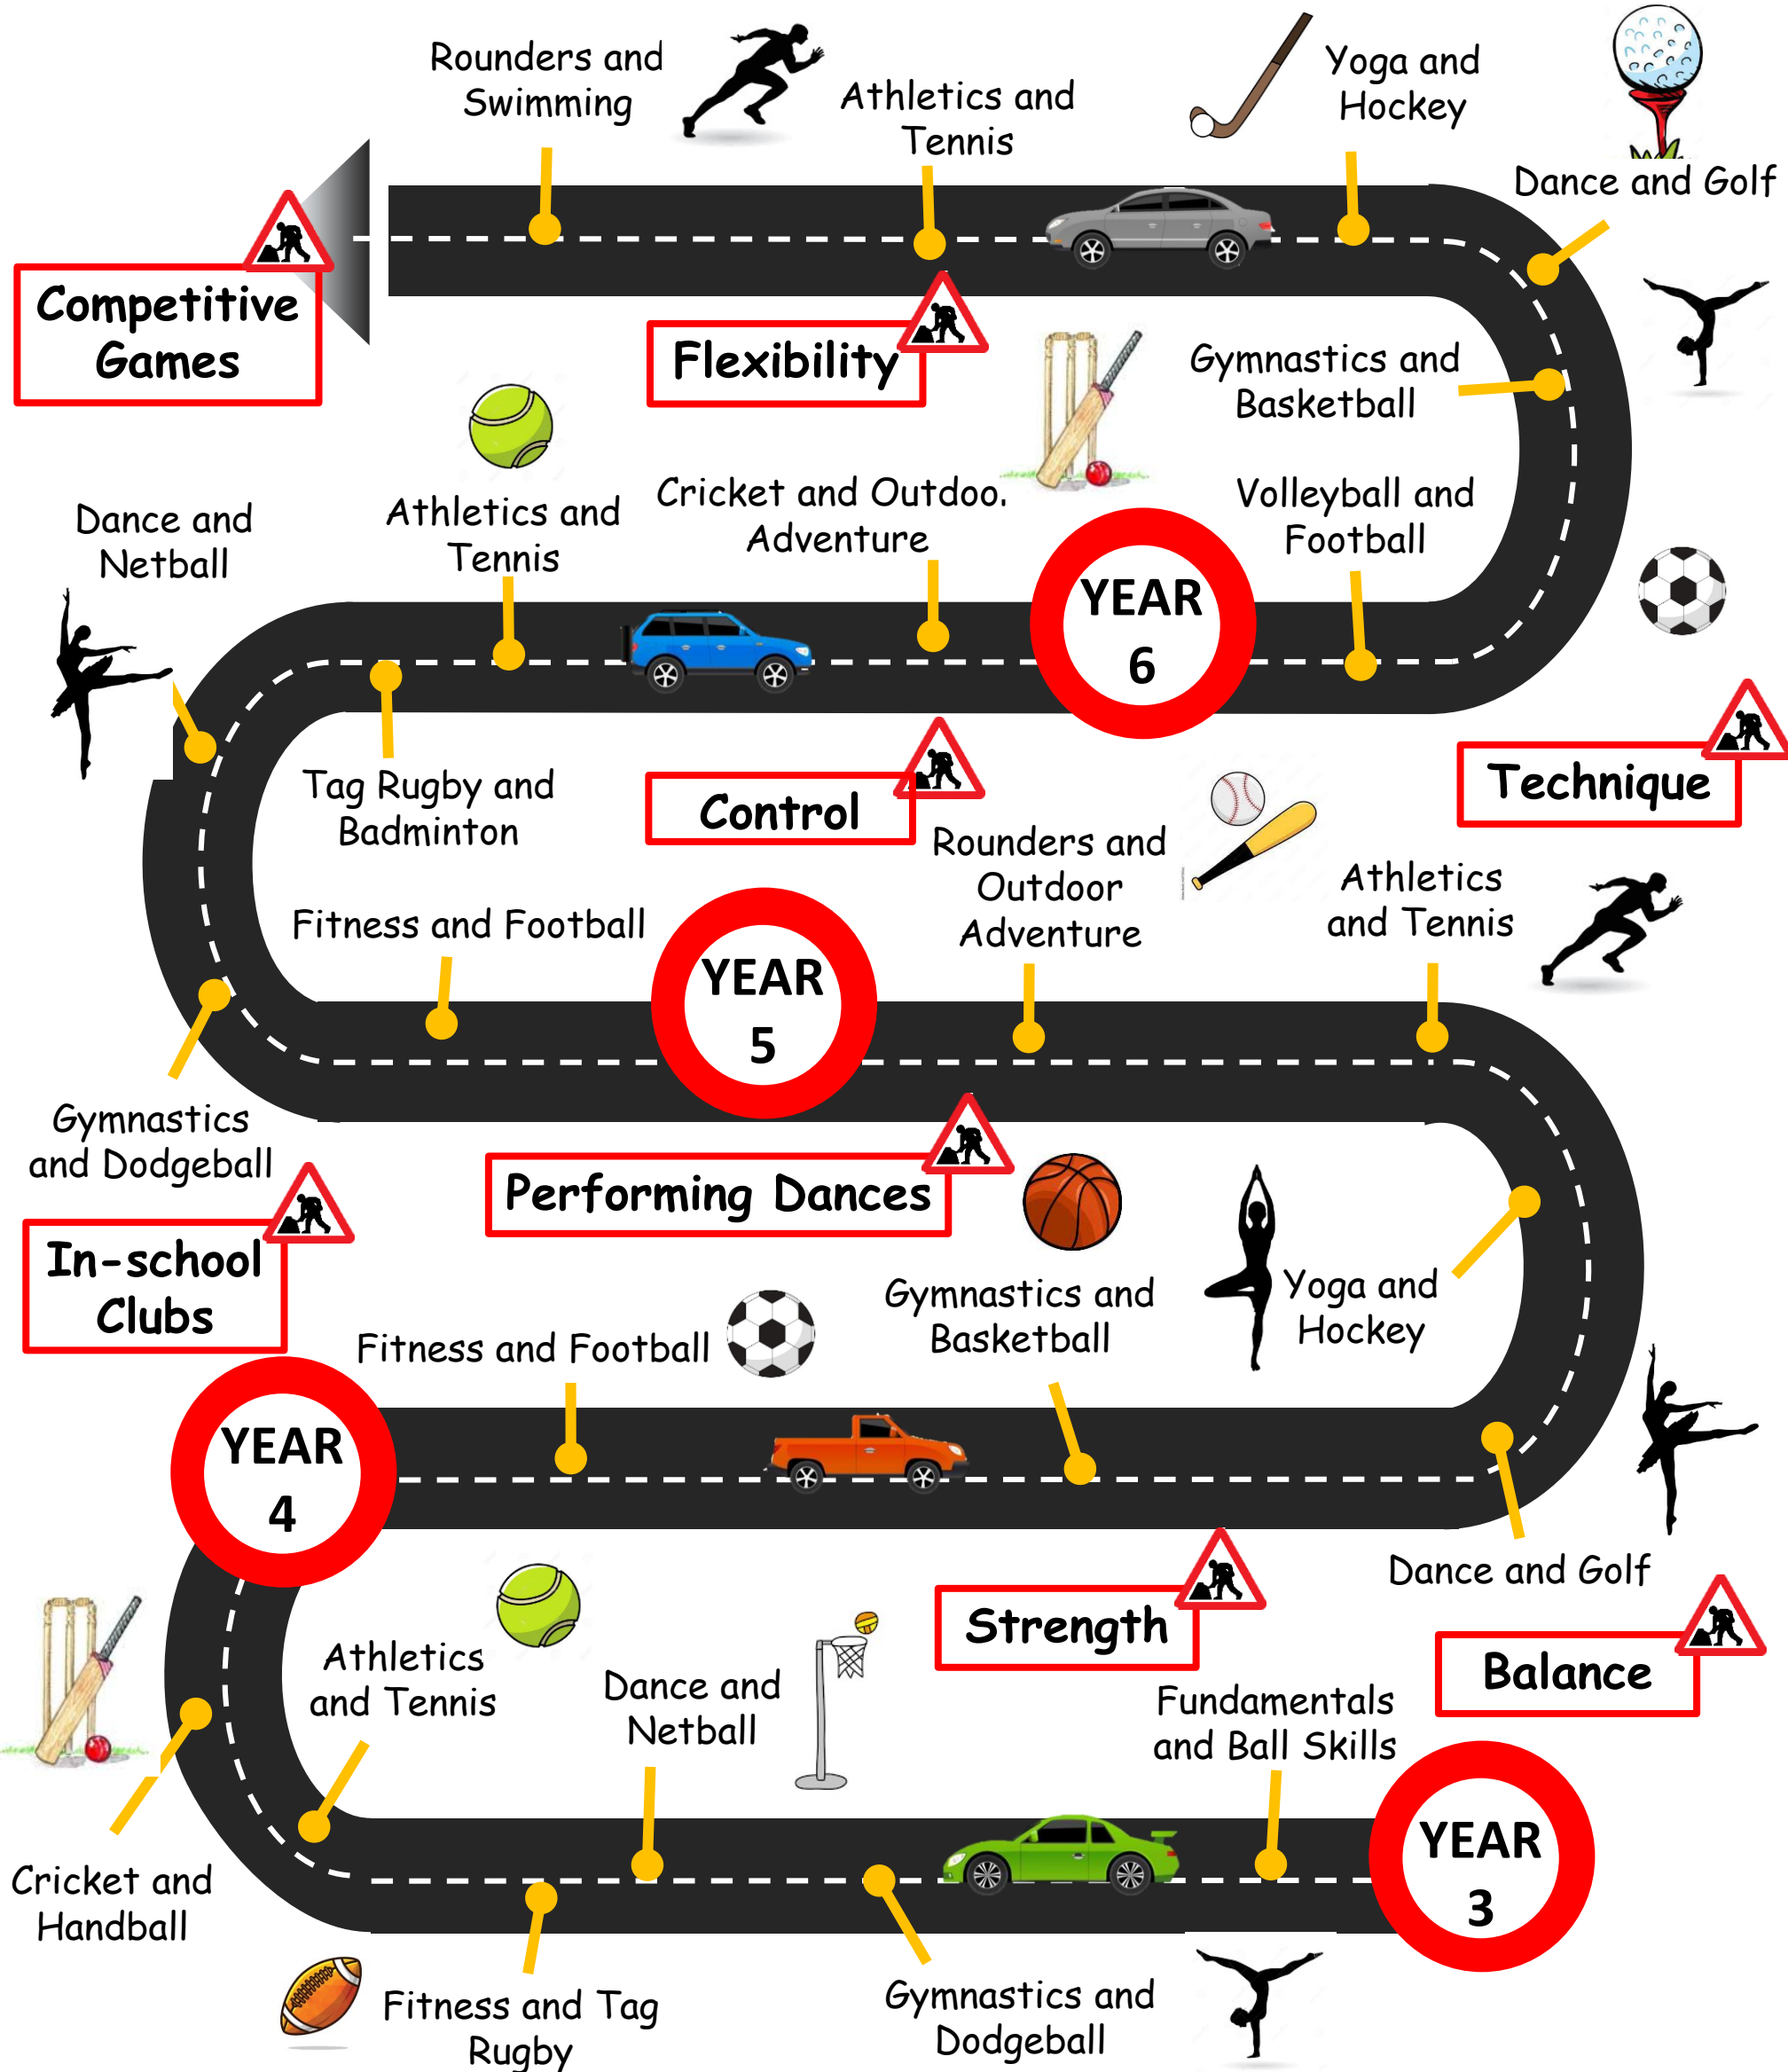 Rounders and
Swimming
Athletics and
Tennis
Yoga and
Hockey
Dance and Golf
Competitive
Games
Flexibility
Gymnastics and
Basketball
Dance and
Netball
Athletics and
Tennis
Cricket and Outdoo
Adventure
Volleyball and
Football
YEAR
6
Tag Rugby and
Badminton
Control
Technique
Rounders and
Outdoor
Adventure
Athletics
and Tennis
Fitness and Football
YEAR
5
Gymnastics
and Dodgeball
Performing Dances
In-school
Clubs
Fitness and Football
Gymnastics and
Basketball
Yoga and
Hockey
YEAR
4
Dance and Golf
Strength
Balance
Athletics
and Tennis
Dance and
Netball
Fundamentals
and Ball Skills
YEAR
3
Cricket and
Handball
Fitness and Tag
Rugby
Gymnastics and
Dodgeball